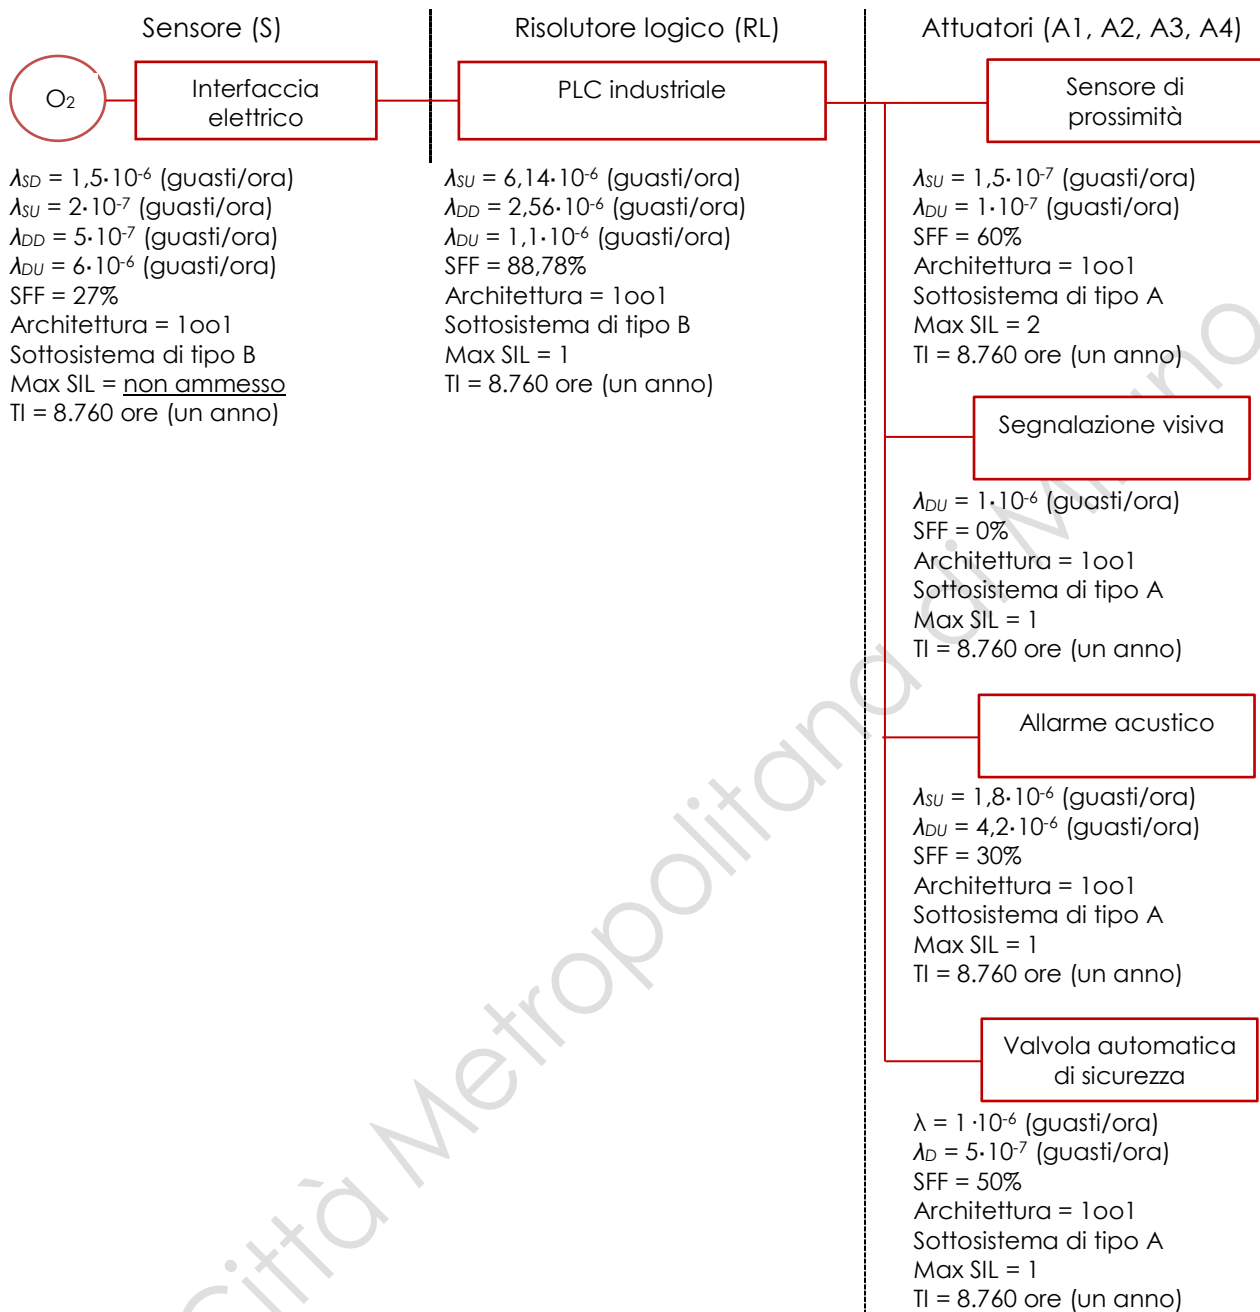 Sensore (S)
O₂
Interfaccia
elettrico
λSD = 1,5·10⁻⁶ (guasti/ora)
λSU = 2·10⁻⁷ (guasti/ora)
λDD = 5·10⁻⁷ (guasti/ora)
λDU = 6·10⁻⁶ (guasti/ora)
SFF = 27%
Architettura = 1oo1
Sottosistema di tipo B
Max SIL = non ammesso
TI = 8.760 ore (un anno)
Risolutore logico (RL)
PLC industriale
λSU = 6,14·10⁻⁶ (guasti/ora)
λDD = 2,56·10⁻⁶ (guasti/ora)
λDU = 1,1·10⁻⁶ (guasti/ora)
SFF = 88,78%
Architettura = 1oo1
Sottosistema di tipo B
Max SIL = 1
TI = 8.760 ore (un anno)
Attuatori (A1, A2, A3, A4)
Sensore di
prossimità
λSU = 1,5·10⁻⁷ (guasti/ora)
λDU = 1·10⁻⁷ (guasti/ora)
SFF = 60%
Architettura = 1oo1
Sottosistema di tipo A
Max SIL = 2
TI = 8.760 ore (un anno)
Segnalazione visiva
λDU = 1·10⁻⁶ (guasti/ora)
SFF = 0%
Architettura = 1oo1
Sottosistema di tipo A
Max SIL = 1
TI = 8.760 ore (un anno)
Allarme acustico
λSU = 1,8·10⁻⁶ (guasti/ora)
λDU = 4,2·10⁻⁶ (guasti/ora)
SFF = 30%
Architettura = 1oo1
Sottosistema di tipo A
Max SIL = 1
TI = 8.760 ore (un anno)
Valvola automatica
di sicurezza
λ = 1 ·10⁻⁶ (guasti/ora)
λD = 5·10⁻⁷ (guasti/ora)
SFF = 50%
Architettura = 1oo1
Sottosistema di tipo A
Max SIL = 1
TI = 8.760 ore (un anno)
Città Metropolitana di Milano